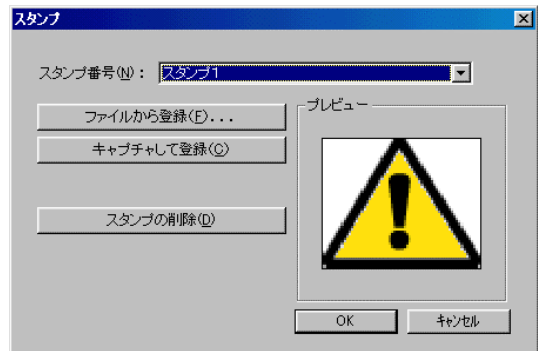 スタンプ
スタンプ番号(N)： スタンプ1
ファイルから登録(F)...
キャプチャして登録(C)
スタンプの削除(D)
プレビュー
OK
キャンセル